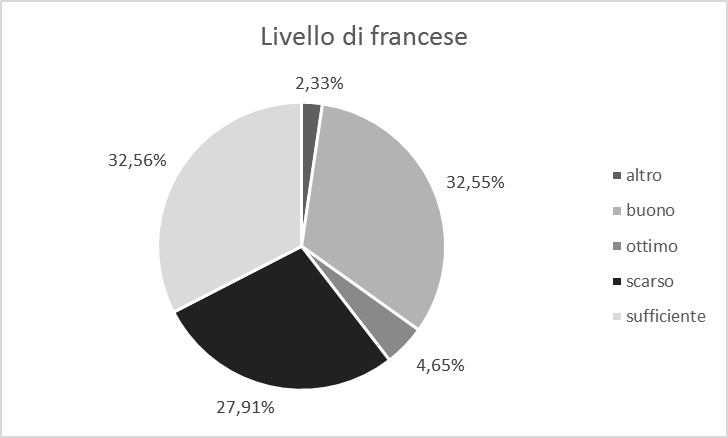 Livello di francese
2,33%
32,55%
4,65%
27,91%
32,56%
altro
buono
ottimo
scarso
sufficiente